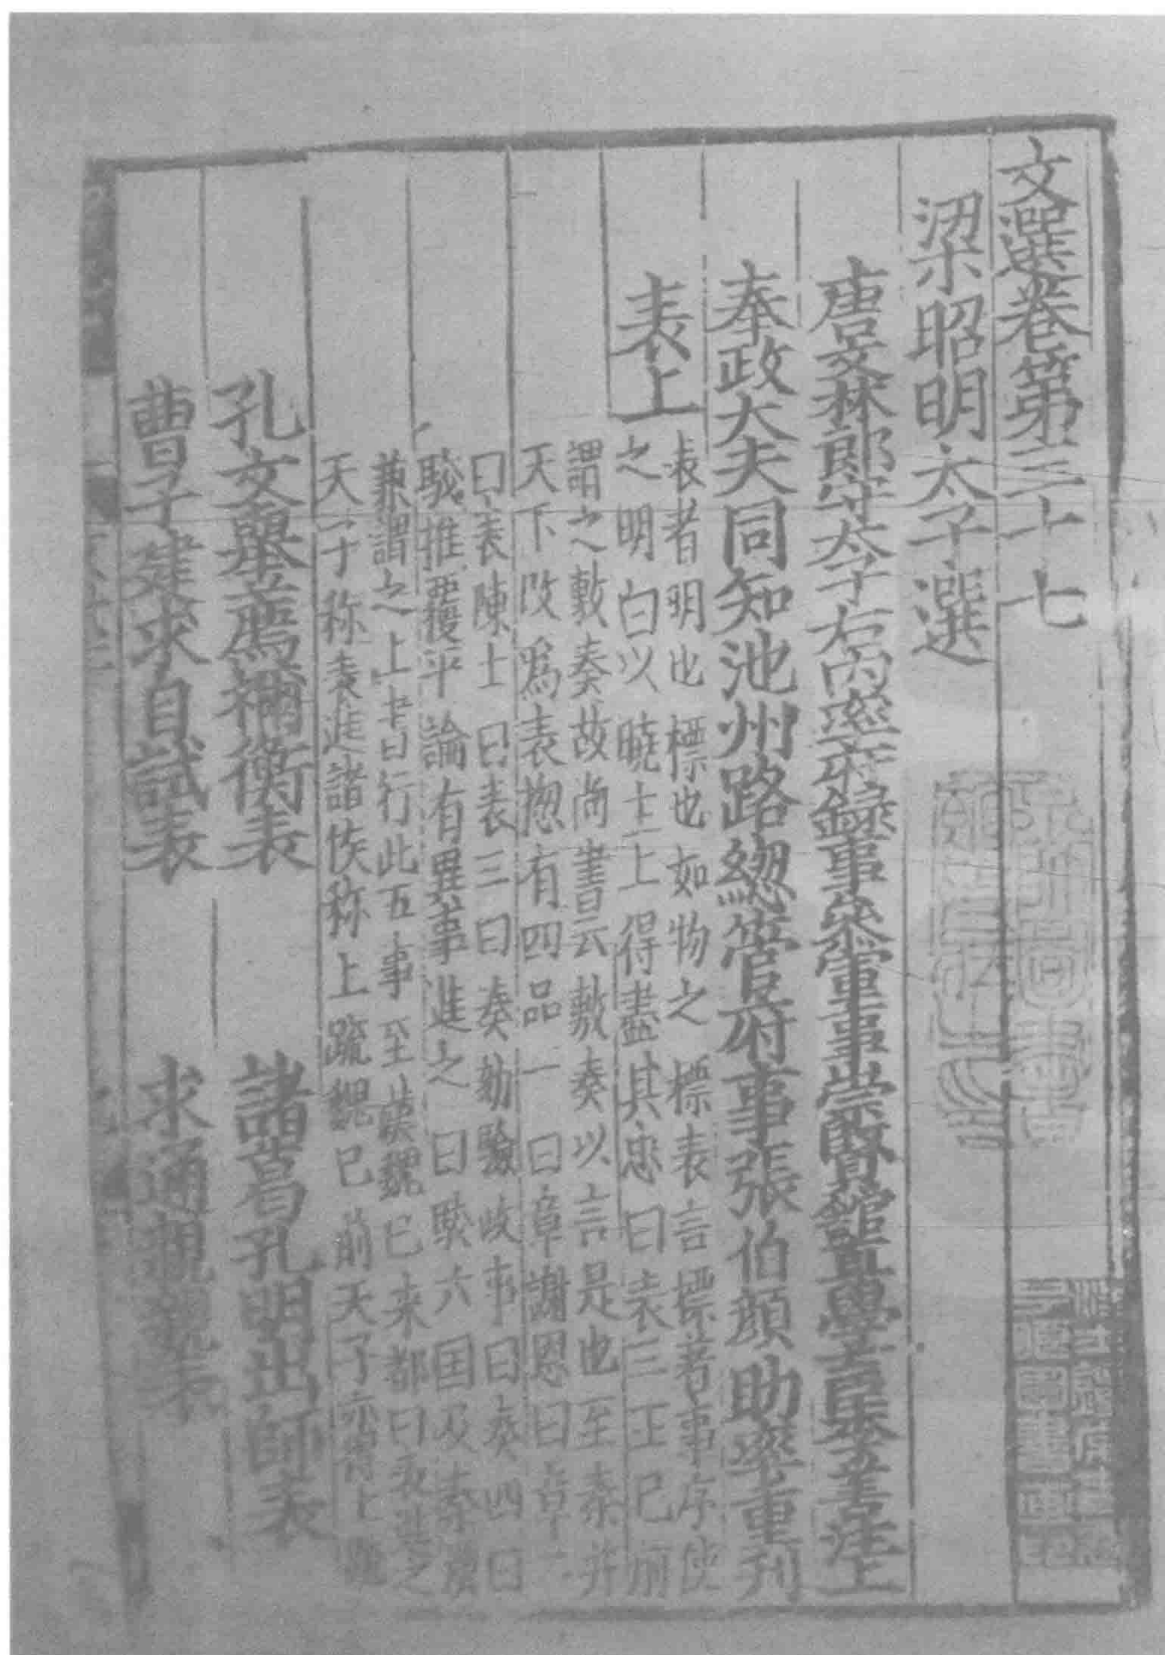 文選卷第三十七
梁昭明太子選
唐文林郎守太子右内率府錄事參軍事崇賢館直學士臣李善注上
奉政大夫同知池州路緫管府事張伯顔助率重刊
表上
表者明也標也如物之標表言標著事序使
之明白以曉主上得盡其忠曰表三王已前
謂之敷奏故尚書云敷奏以言是也至秦并
天下改爲表揔有四品一曰章謝恩曰章二
曰表陳事曰表三曰奏劾驗政事曰奏四曰
駮推覆平論有異事進之曰駮六国及秦漢
兼謂之上書行此五事至漢魏已来都曰表進之
天子称表進諸侯称上疏魏已前天子亦得上疏
孔文舉薦禰衡表
諸葛孔明出師表
曹子建求自試表
求通親親表